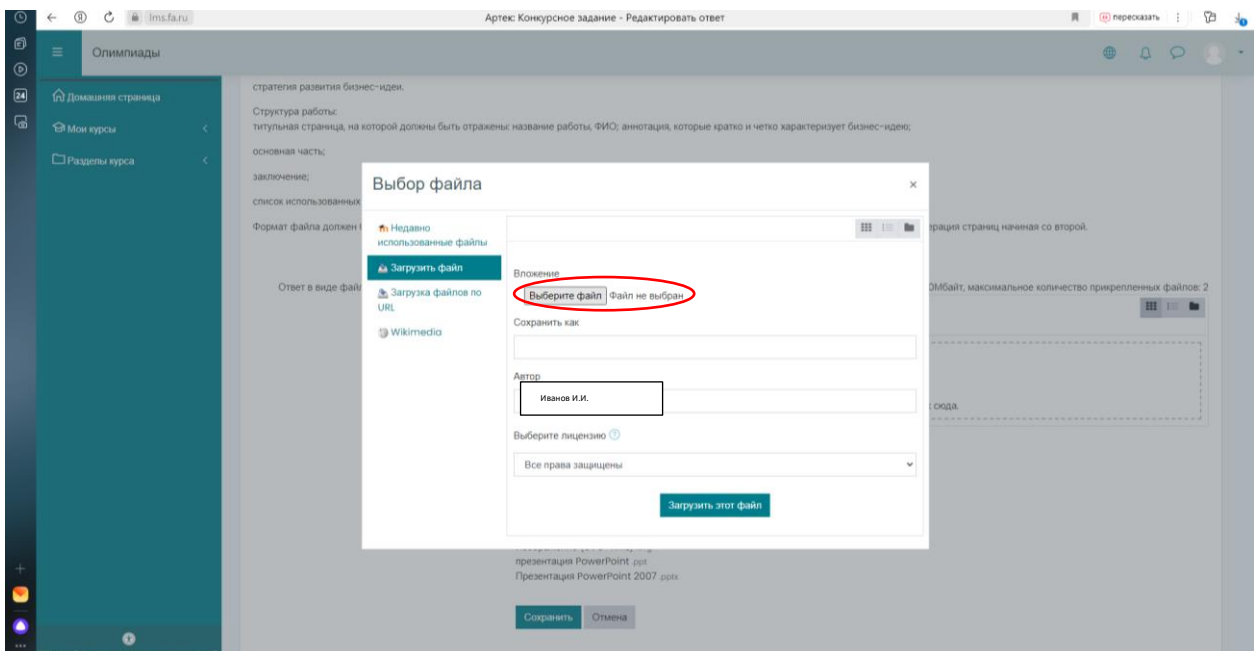 lms.fa.ru
Артек: Конкурсное задание - Редактировать ответ
пересказать
24
Олимпиады
Домашняя страница
Мои курсы
Разделы курса
стратегия развития бизнес-идеи.
Структура работы:
титульная страница, на которой должны быть отражены: название работы, ФИО; аннотация, которые кратко и четко характеризует бизнес-идею;
основная часть;
заключение;
список использованных
Формат файла должен
ерация страниц начиная со второй.
Ответ в виде файл
0Мбайт, максимальное количество прикрепленных файлов: 2
сюда.
Выбор файла
×
Недавно
использованные файлы
Загрузить файл
Загрузка файлов по
URL
Wikimedia
Вложение
Выберите файл Файл не выбран
Сохранить как
Автор
Иванов И.И.
Выберите лицензию
Все права защищены
Загрузить этот файл
презентация PowerPoint .ppt
Презентация PowerPoint 2007 .pptx
Сохранить Отмена